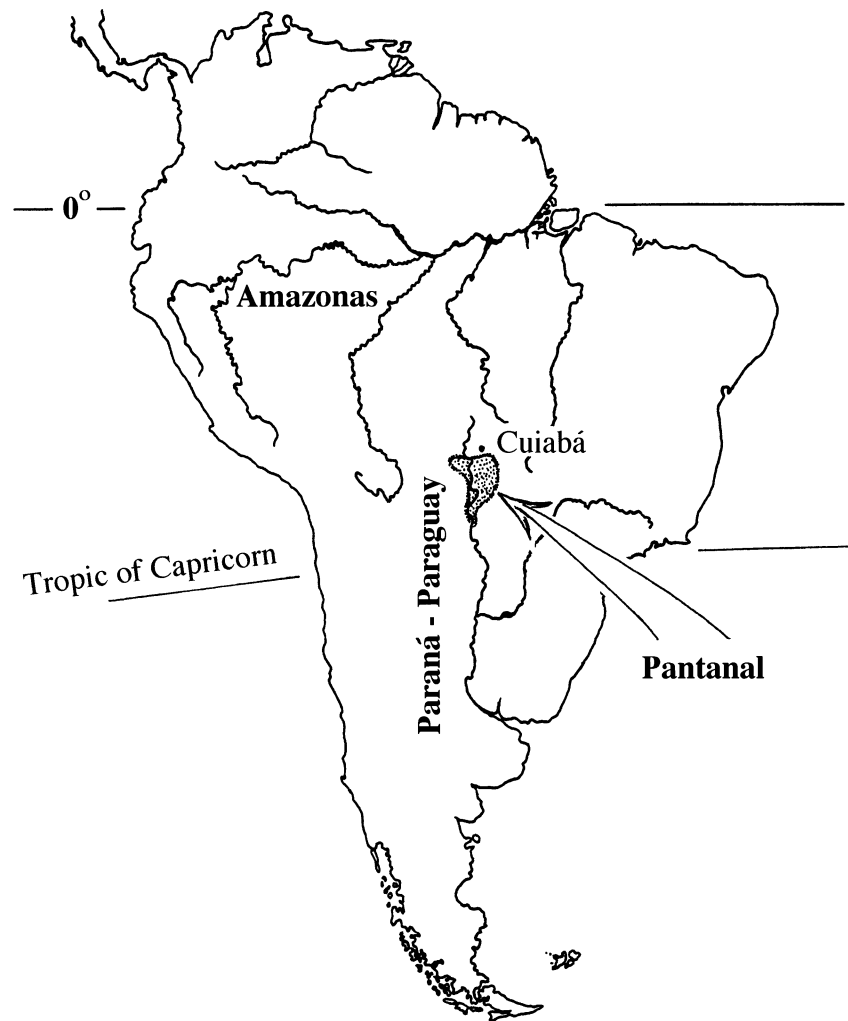 0°
Amazonas
Cuiabá
Paraná - Paraguay
Tropic of Capricorn
Pantanal